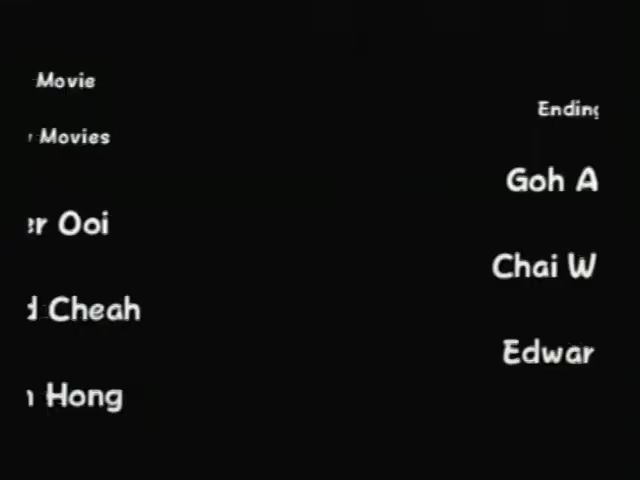 Movie
Movies
er Ooi
d Cheah
Hong
Ending
Goh A
Chai W
Edwar